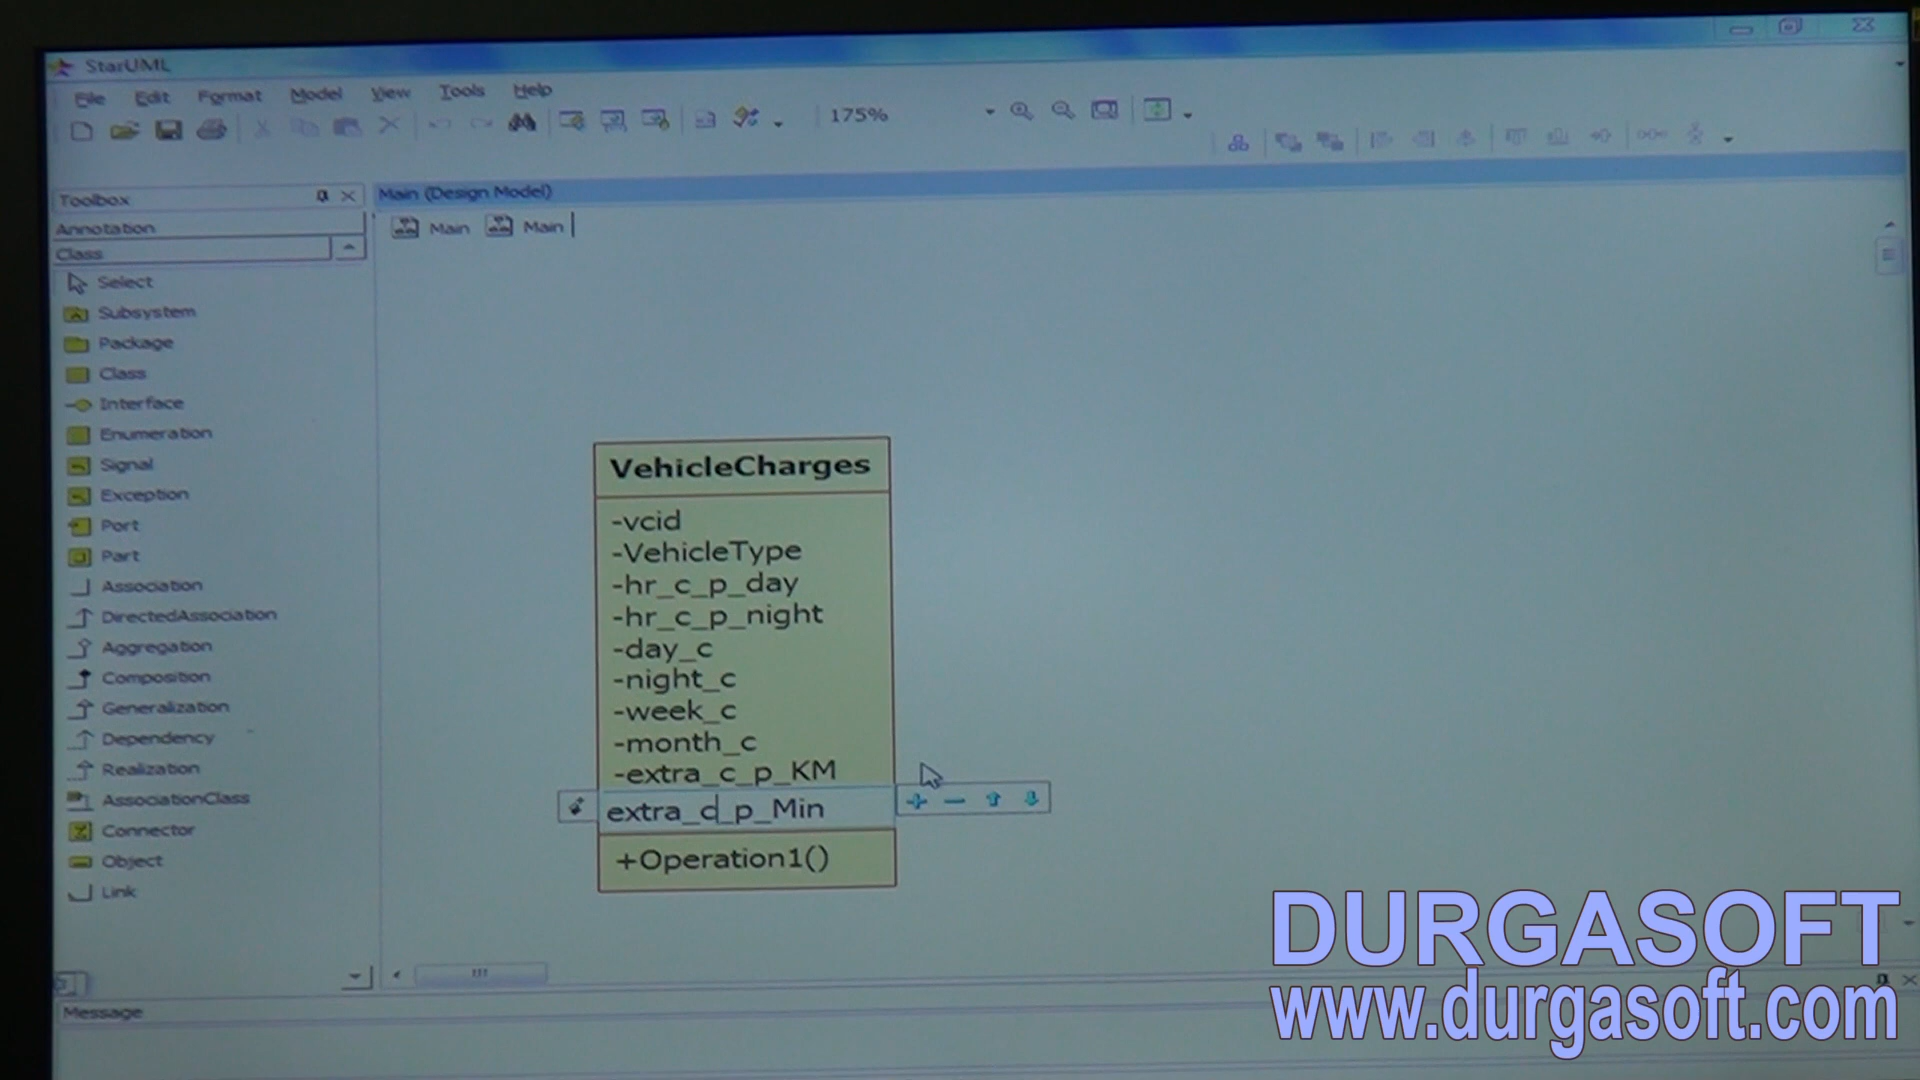 StarUML
File Edit Format Model View Tools Help
175%
Toolbox
Main (Design Model)
Annotation
Main Main
Class
Select
Subsystem
Package
Class
Interface
Enumeration
Signal
Exception
Port
Part
Association
DirectedAssociation
Aggregation
Composition
Generalization
Dependency
Realization
AssociationClass
Connector
Object
Link
VehicleCharges
-vcid
-VehicleType
-hr_c_p_day
-hr_c_p_night
-day_c
-night_c
-week_c
-month_c
-extra_c_p_KM
extra_c_p_Min
+Operation1()
Message
DURGASOFT
www.durgasoft.com